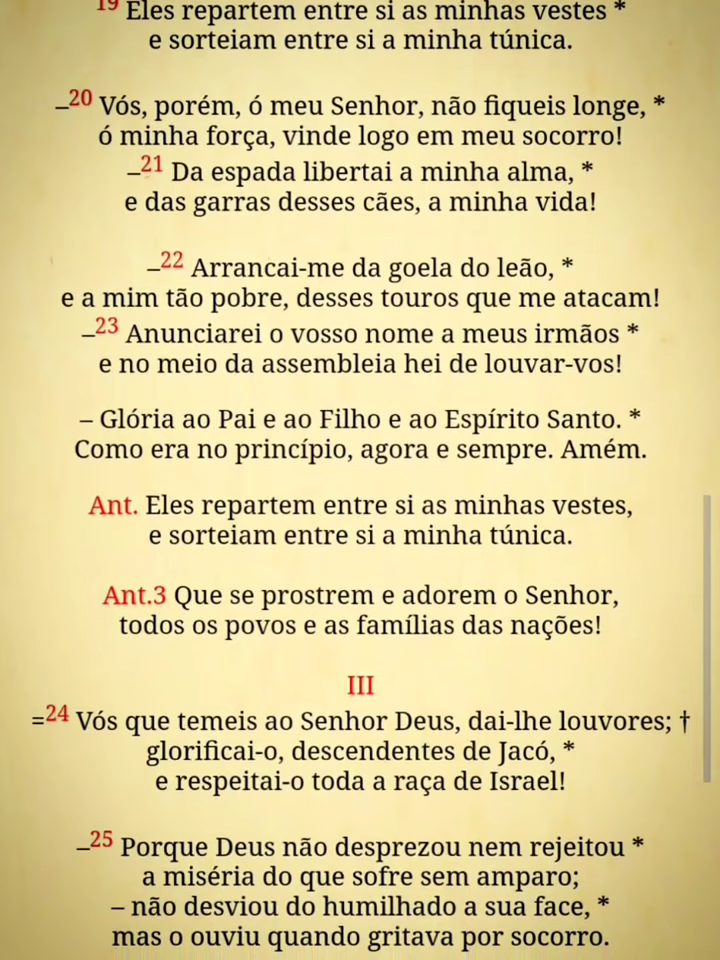 19 Eles repartem entre si as minhas vestes *
e sorteiam entre si a minha túnica.
–20 Vós, porém, ó meu Senhor, não fiqueis longe, *
ó minha força, vinde logo em meu socorro!
–21 Da espada libertai a minha alma, *
e das garras desses cães, a minha vida!
–22 Arrancai-me da goela do leão, *
e a mim tão pobre, desses touros que me atacam!
–23 Anunciarei o vosso nome a meus irmãos *
e no meio da assembleia hei de louvar-vos!
– Glória ao Pai e ao Filho e ao Espírito Santo. *
Como era no princípio, agora e sempre. Amém.
Ant. Eles repartem entre si as minhas vestes,
e sorteiam entre si a minha túnica.
Ant.3 Que se prostrem e adorem o Senhor,
todos os povos e as famílias das nações!
III
=24 Vós que temeis ao Senhor Deus, dai-lhe louvores; †
glorificai-o, descendentes de Jacó, *
e respeitai-o toda a raça de Israel!
–25 Porque Deus não desprezou nem rejeitou *
a miséria do que sofre sem amparo;
– não desviou do humilhado a sua face, *
mas o ouviu quando gritava por socorro.